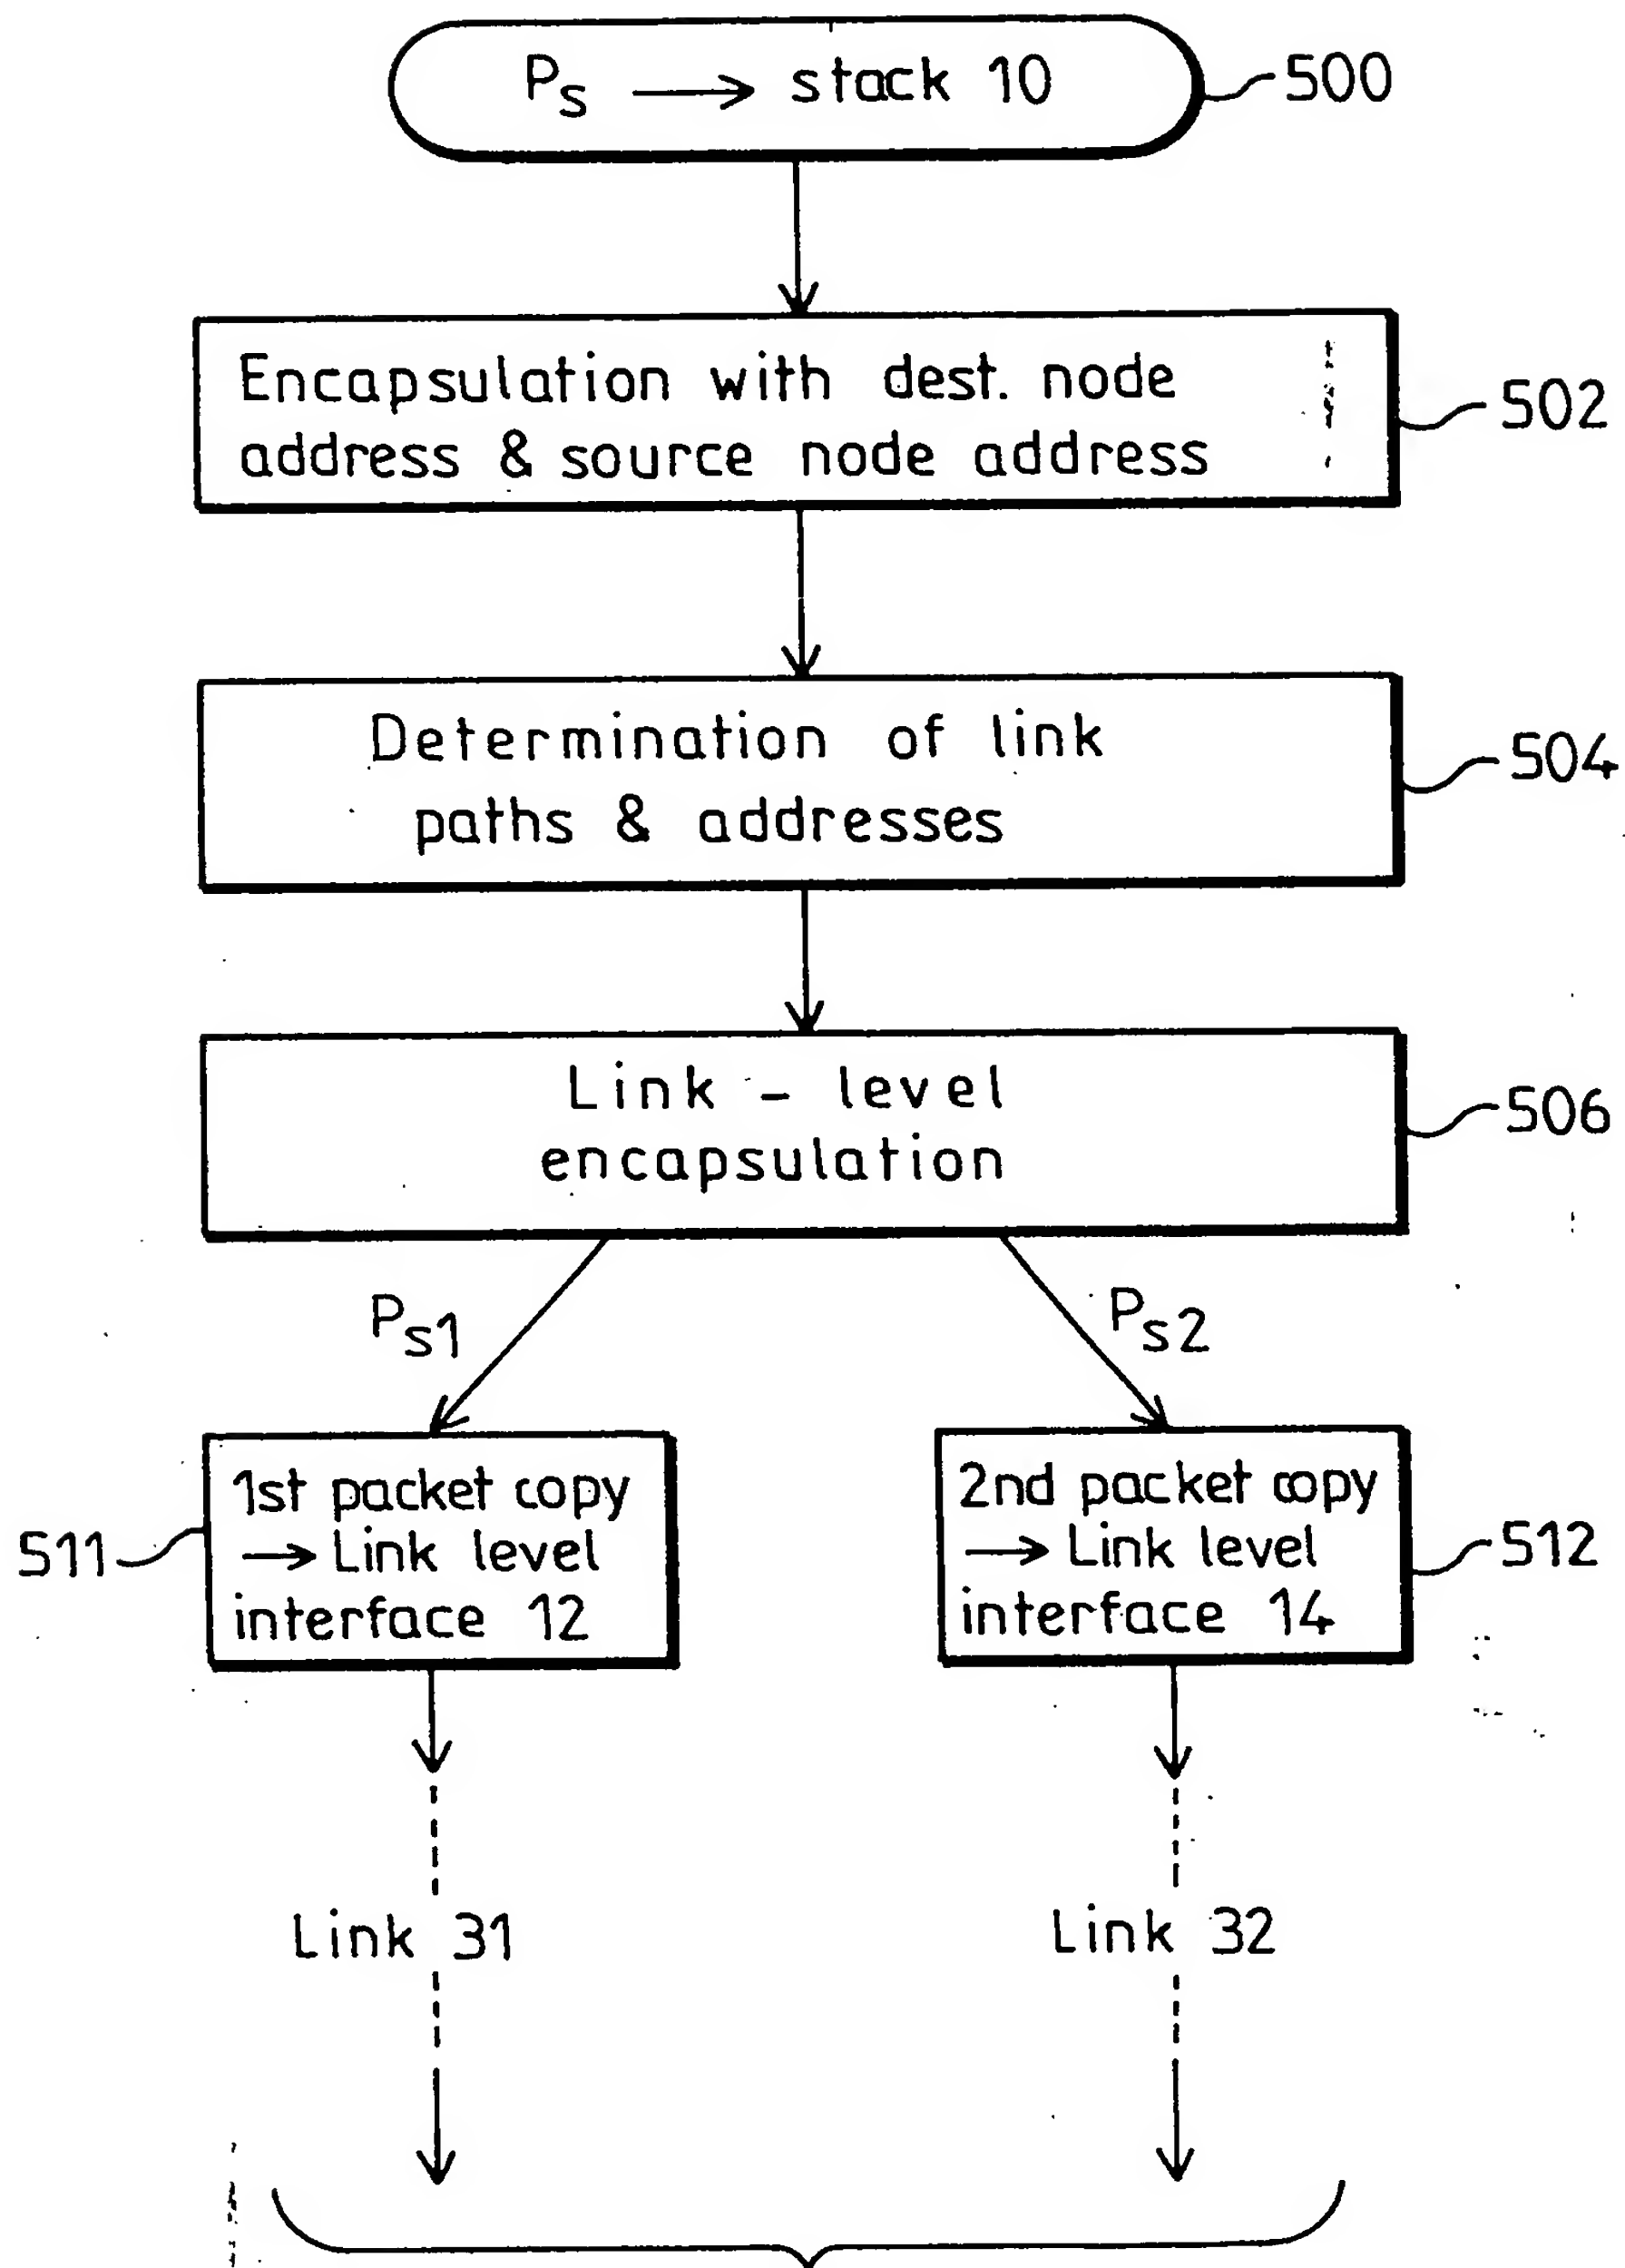 Ps → stack 10
500
Encapsulation with dest. node
address & source node address
502
Determination of link
paths & addresses
504
Link - level
encapsulation
506
Ps1
Ps2
1st packet copy
→ Link level
interface 12
511
2nd packet copy
→ Link level
interface 14
512
Link 31
Link 32